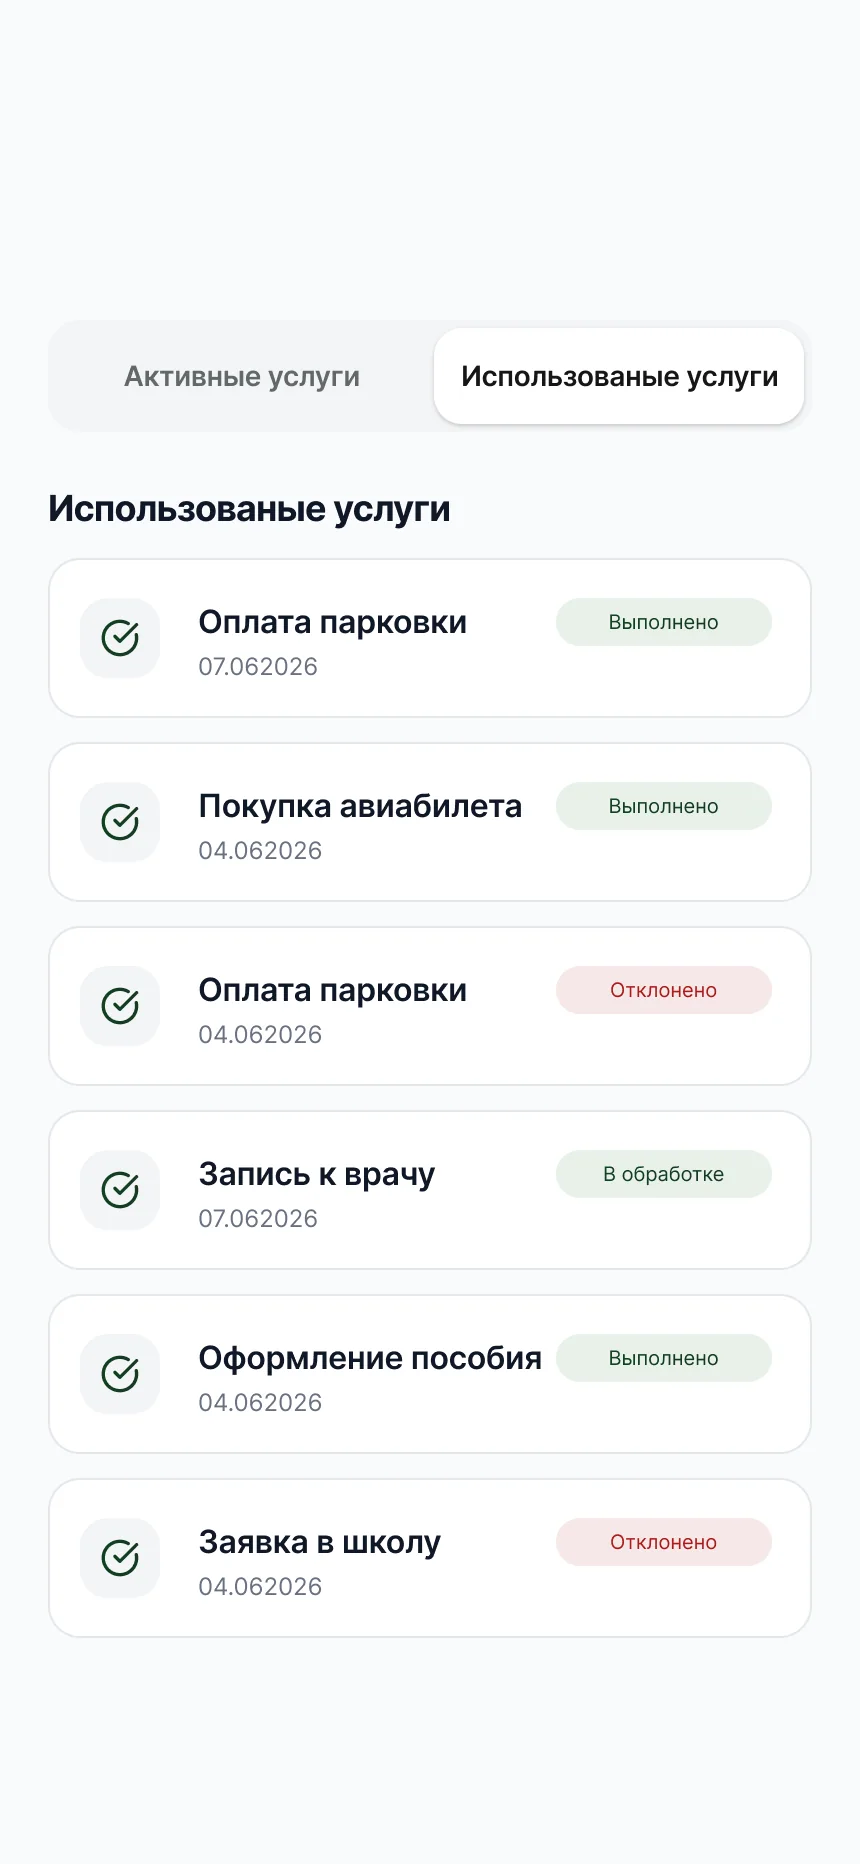 Активные услуги
Использованые услуги
Использованые услуги
Оплата парковки
Выполнено
07.062026
Покупка авиабилета
Выполнено
04.062026
Оплата парковки
Отклонено
04.062026
Запись к врачу
В обработке
07.062026
Оформление пособия
Выполнено
04.062026
Заявка в школу
Отклонено
04.062026